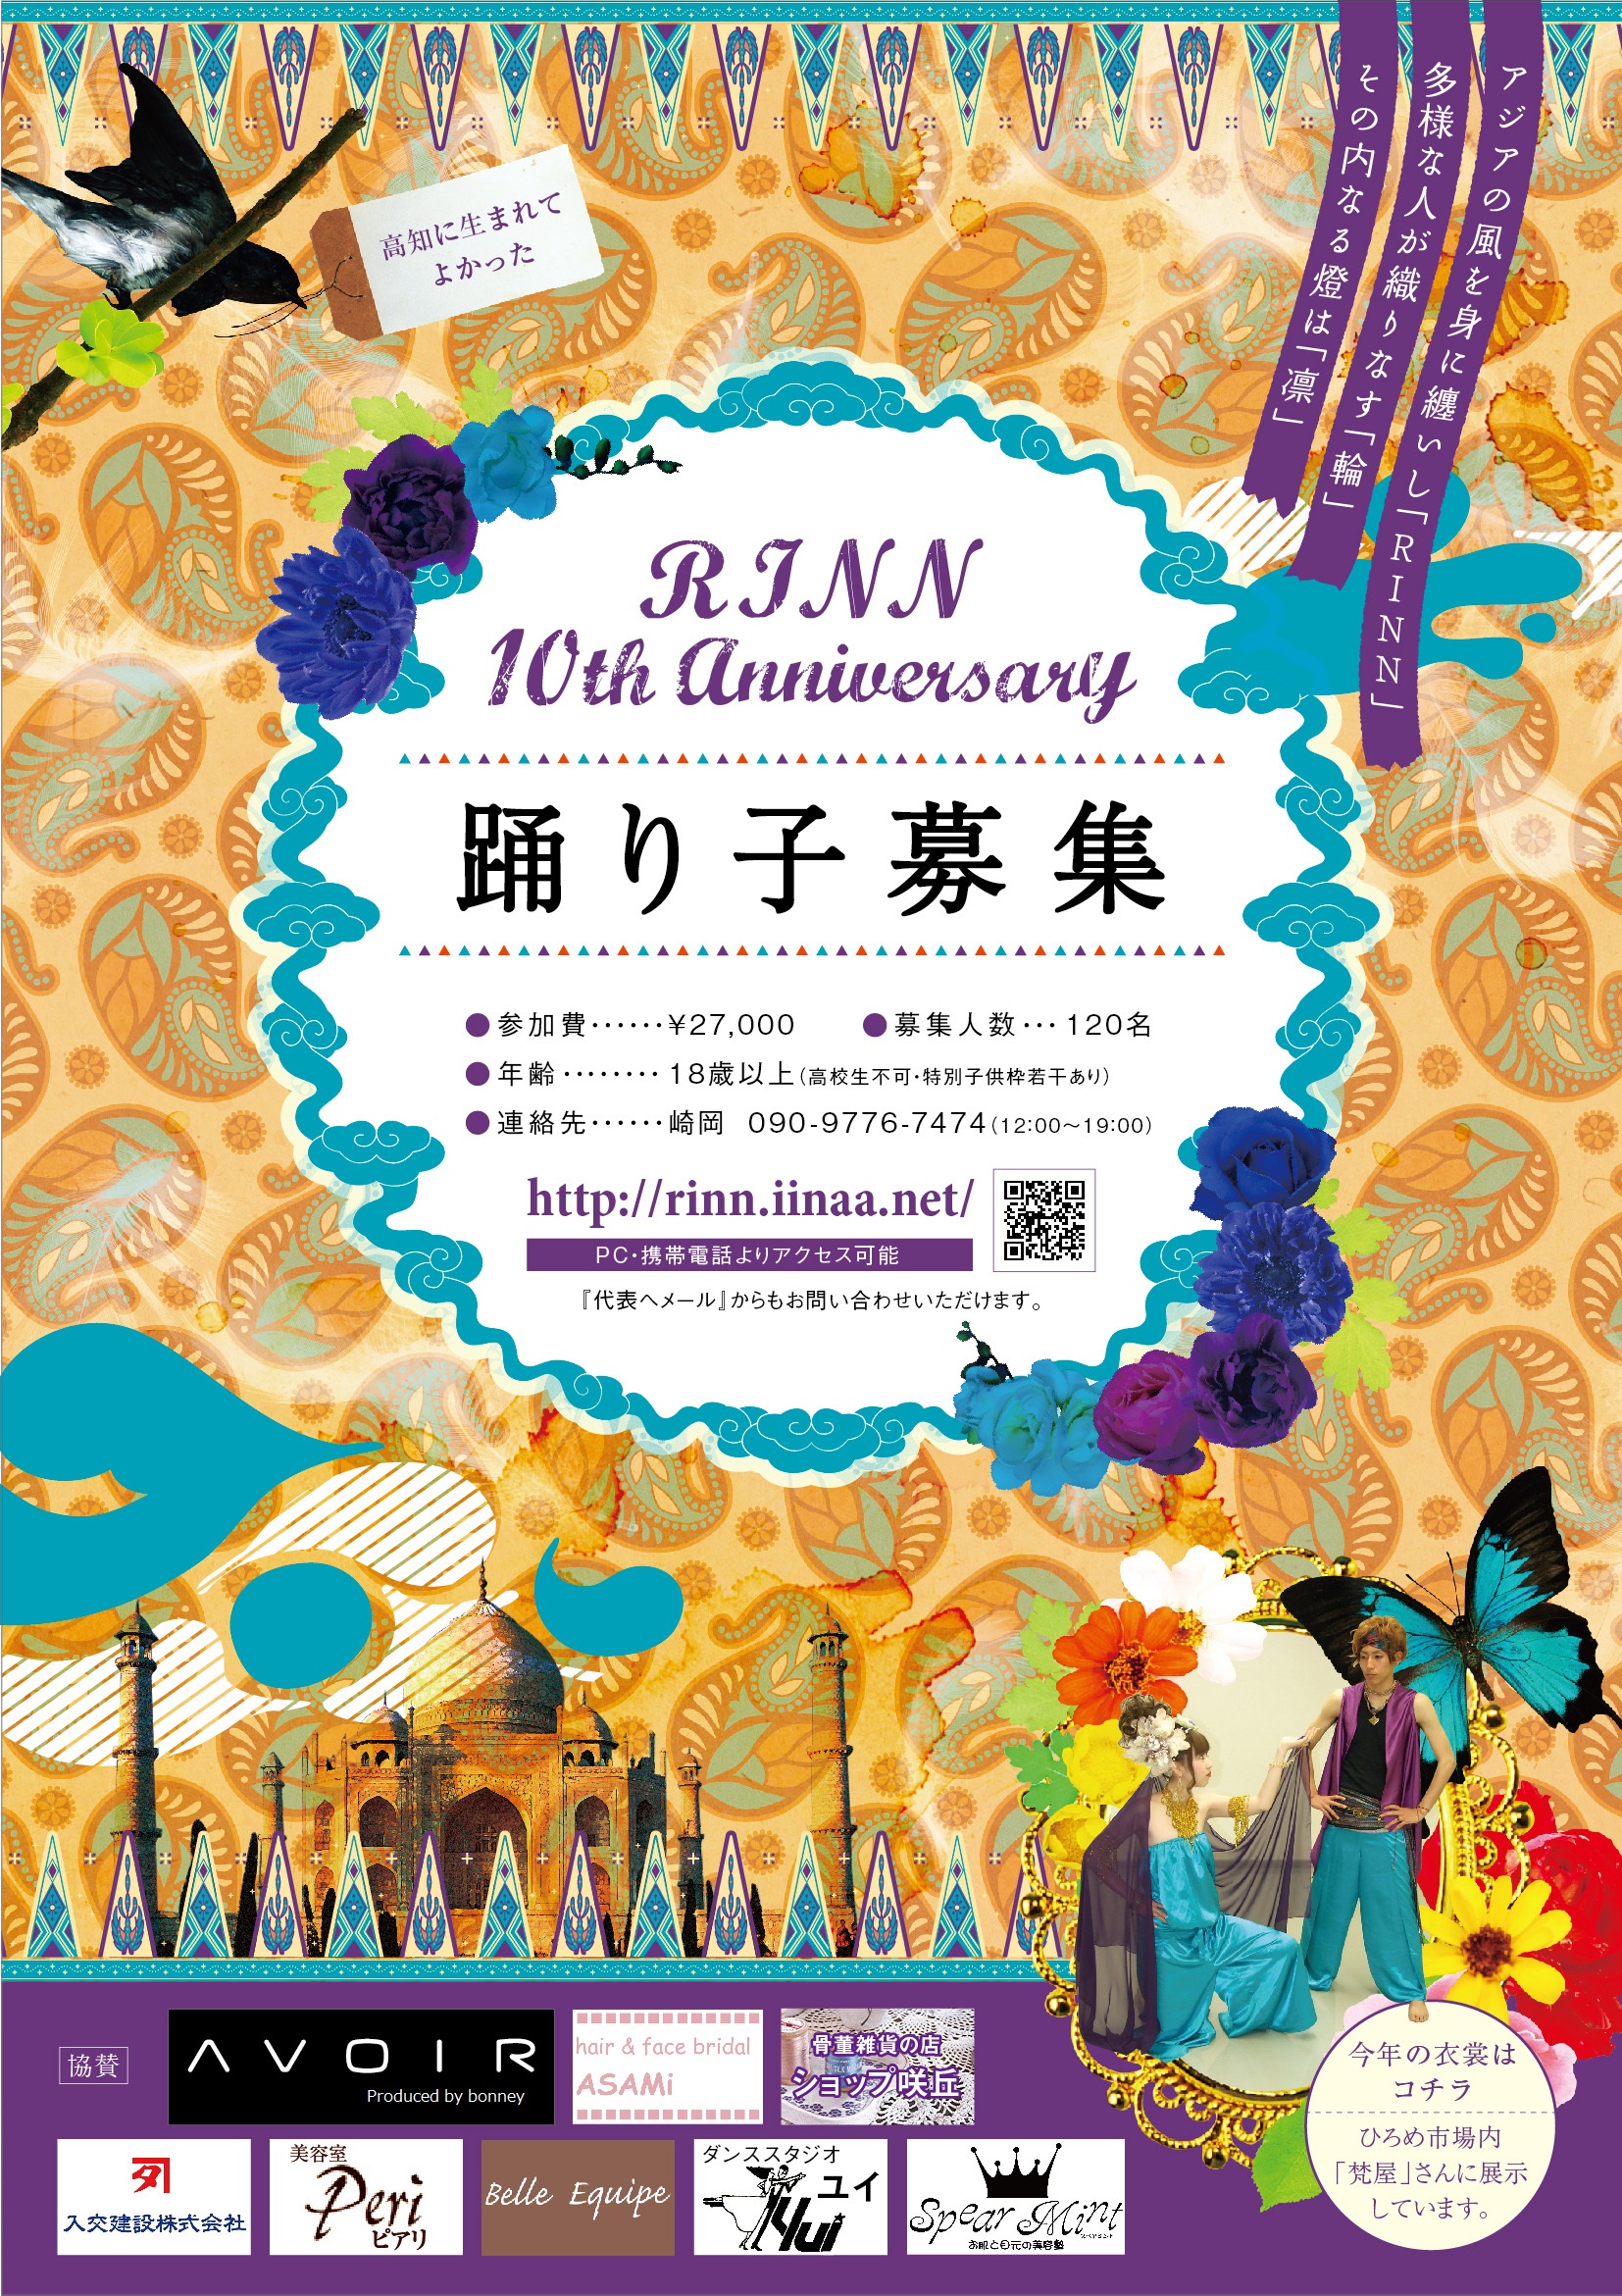 アジアの風を身に纏いし「RINN」
多様な人が織りなす「輪」
その内なる燈は「凛」
高知に生まれて
よかった
RINN
10th Anniversary
踊り子募集
●参加費‥‥‥¥27,000 ●募集人数…120名
●年齢‥‥‥‥18歳以上(高校生不可・特別子供枠若干あり)
●連絡先‥‥‥崎岡 090-9776-7474(12:00〜19:00)
http://rinn.iinaa.net/
PC・携帯電話よりアクセス可能
『代表へメール』からもお問い合わせいただけます。
今年の衣裳は
コチラ
ひろめ市場内
「梵屋」さんに展示
しています。
協賛
AVOIR
Produced by bonney
hair & face bridal
ASAMi
骨董雑貨の店
ショップ咲丘
入交建設株式会社
美容室
Peri
ピアリ
Belle Equipe
ダンススタジオ
ユイ
Yui
Spear Mint
お肌と目元の美容塾